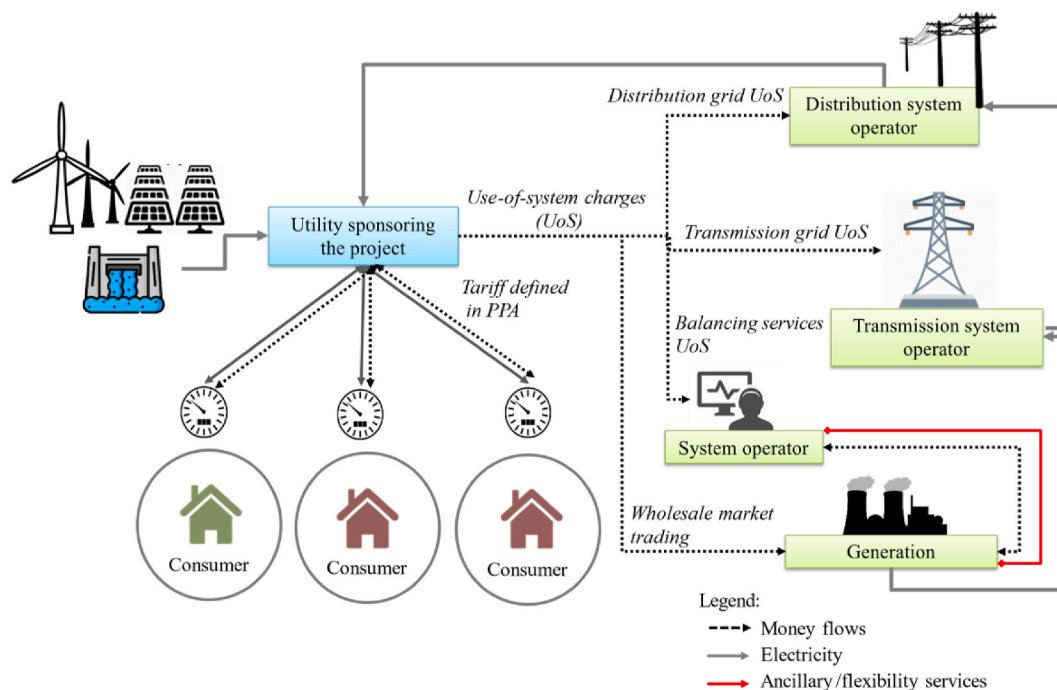 Distribution grid UoS
Distribution system
operator
Use-of-system charges
(UoS)
Utility sponsoring
the project
Transmission grid UoS
Tariff defined
in PPA
Balancing services
UoS
Transmission system
operator
System operator
Wholesale market
trading
Generation
Consumer
Consumer
Consumer
Legend:
Money flows
Electricity
Ancillary/flexibility services